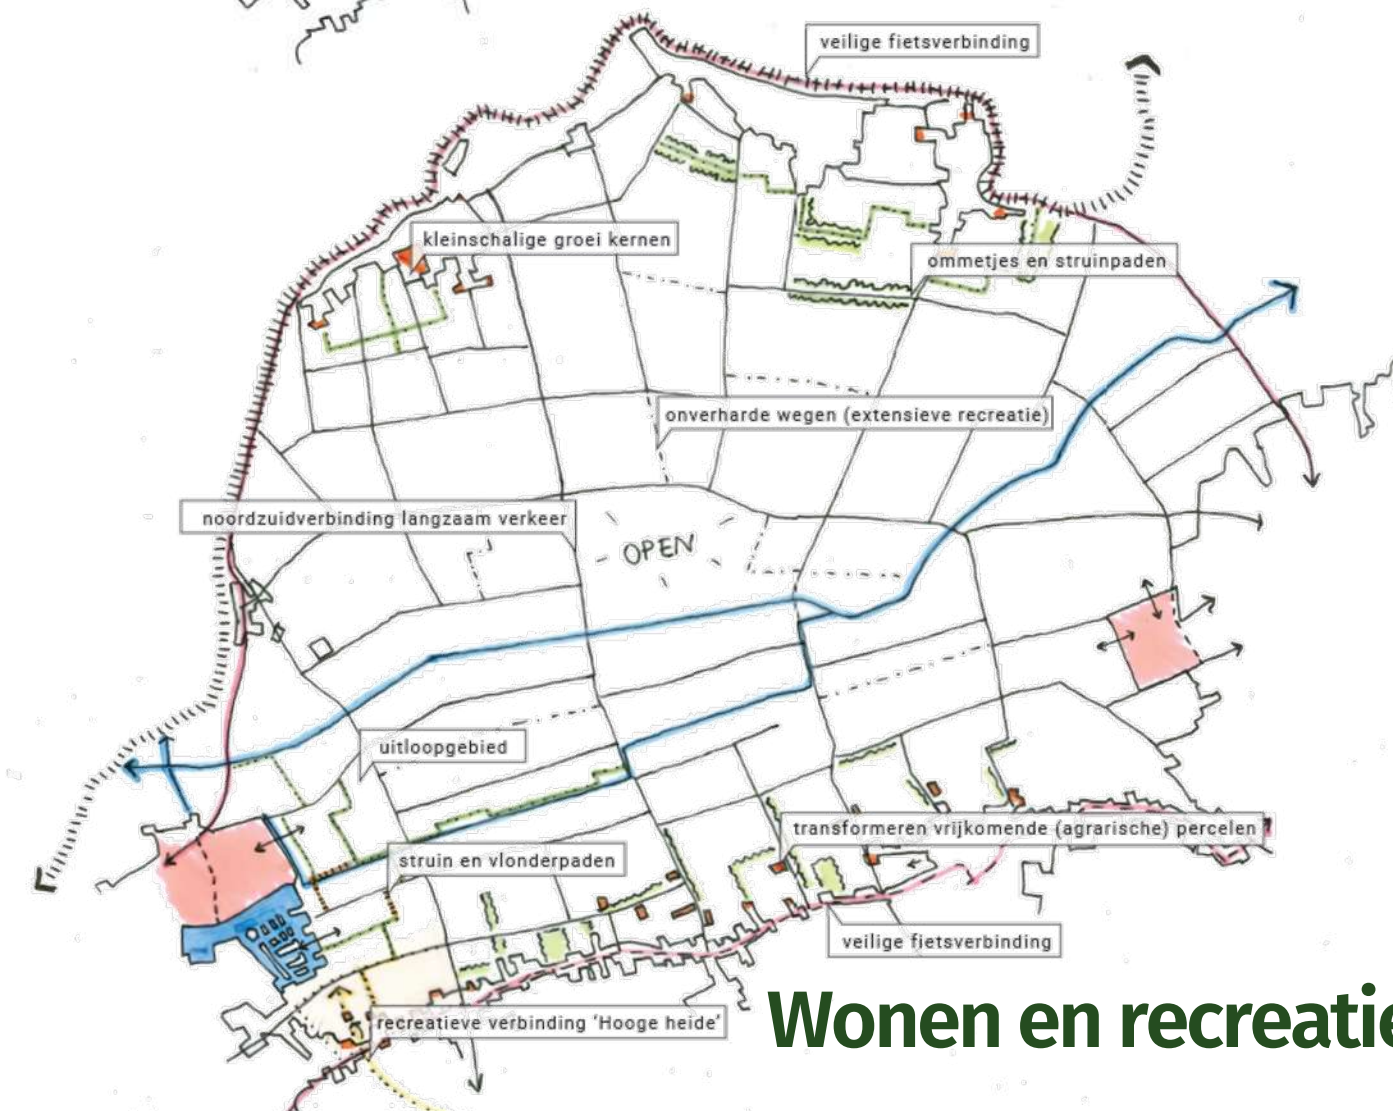 veilige fietsverbinding
kleinschalige groei kernen
ommetjes en struinpaden
onverharde wegen (extensieve recreatie)
noordzuidverbinding langzaam verkeer
OPEN
uitloopgebied
transformeren vrijkomende (agrarische) percelen
struin en vlonderpaden
veilige fietsverbinding
recreatieve verbinding ‘Hooge heide’
Wonen en recreatie